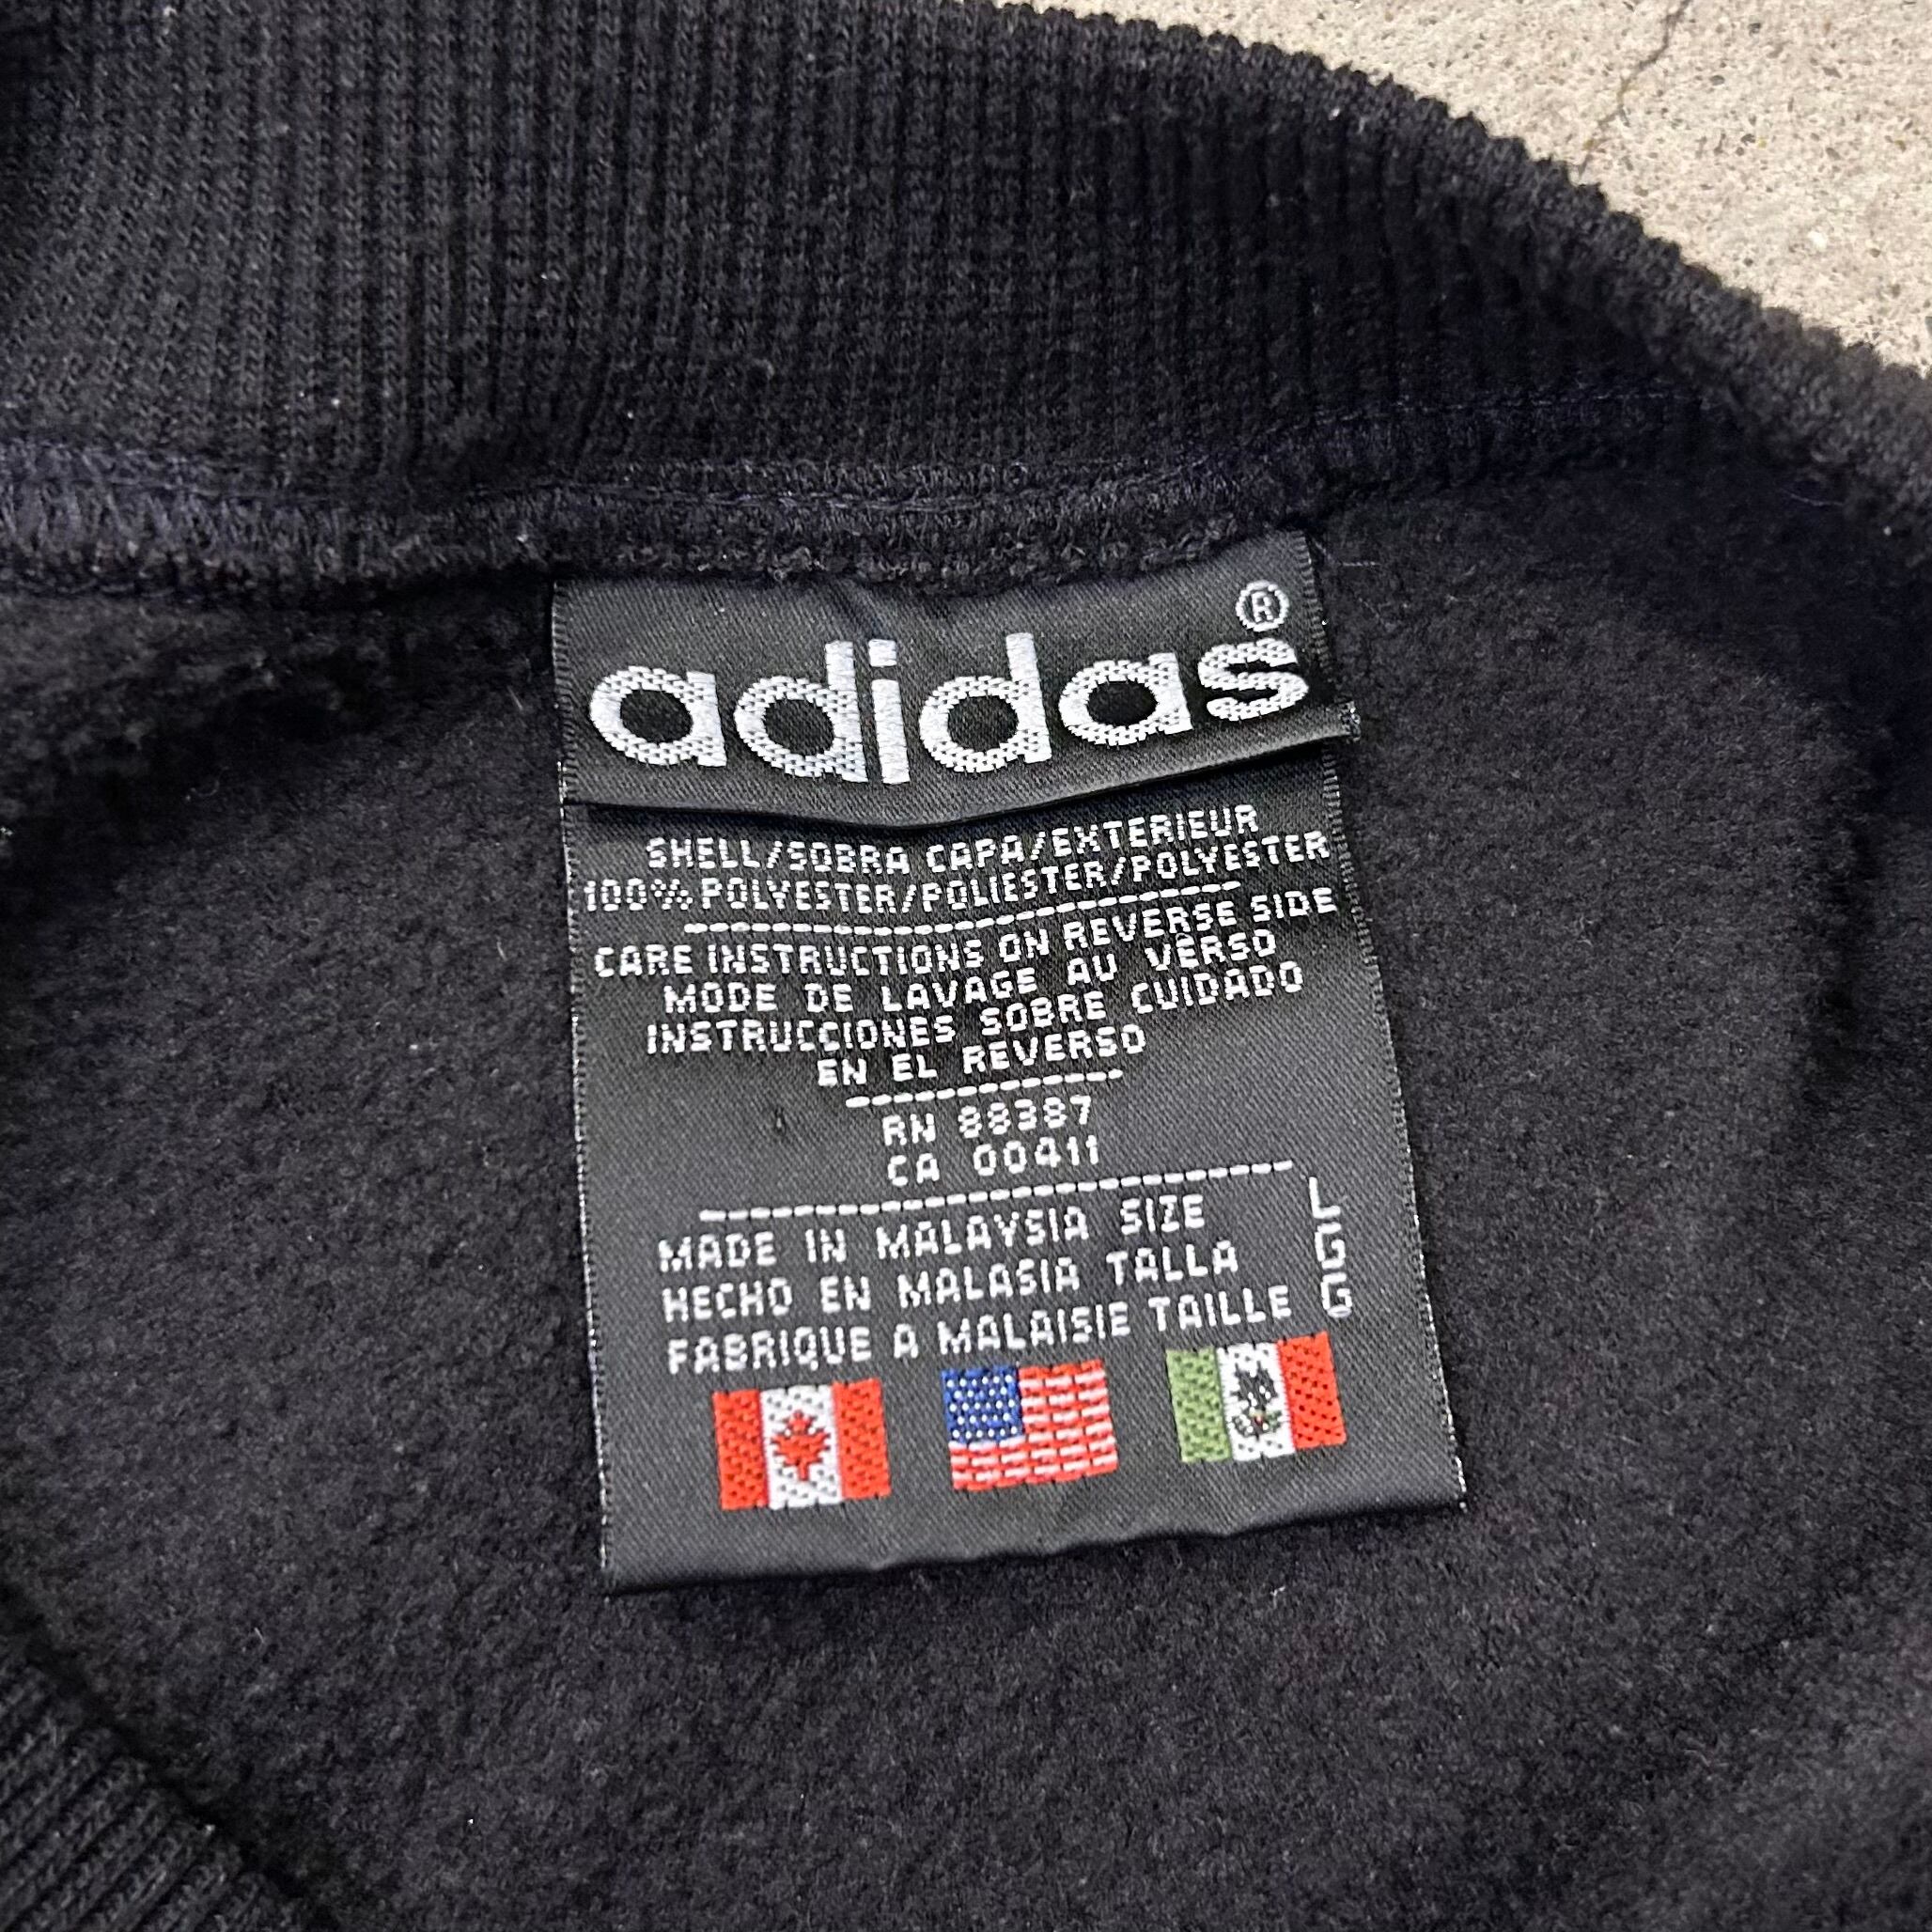 adidas®
SHELL/SOBRA CAPA/EXTERIEUR
100% POLYESTER/POLIESTER/POLYESTER
CARE INSTRUCTIONS ON REVERSE SIDE
MODE DE LAVAGE AU VERSO
INSTRUCCIONES SOBRE CUIDADO
EN EL REVERSO
RN 88387
CA 00411
MADE IN MALAYSIA SIZE L
HECHO EN MALASIA TALLA G
FABRIQUE A MALAISIE TAILLE G